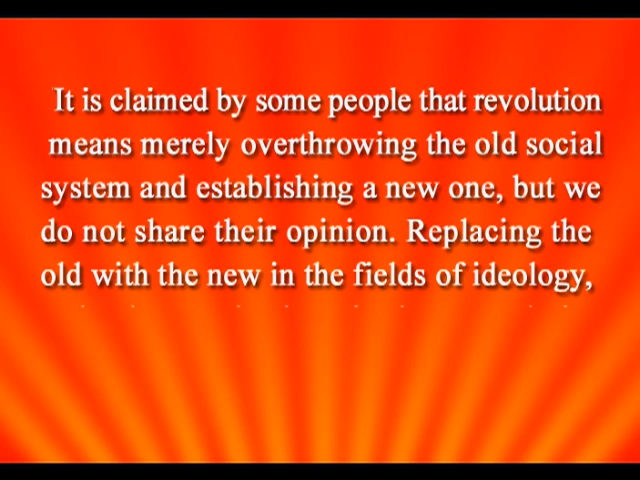 It is claimed by some people that revolution
means merely overthrowing the old social
system and establishing a new one, but we
do not share their opinion. Replacing the
old with the new in the fields of ideology,